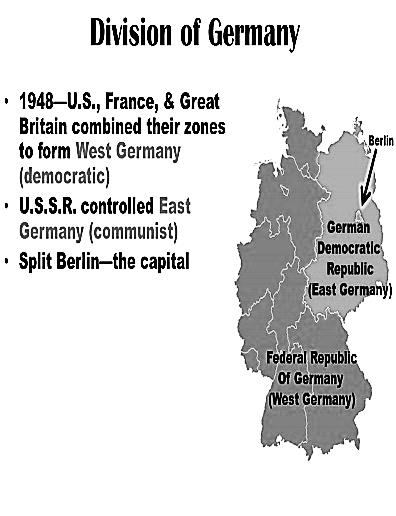 Division of Germany
• 1948—U.S., France, & Great
Britain combined their zones
to form West Germany
(democratic)
• U.S.S.R. controlled East
Germany (communist)
• Split Berlin—the capital
Berlin
German
Democratic
Republic
(East Germany)
Federal Republic
Of Germany
(West Germany)